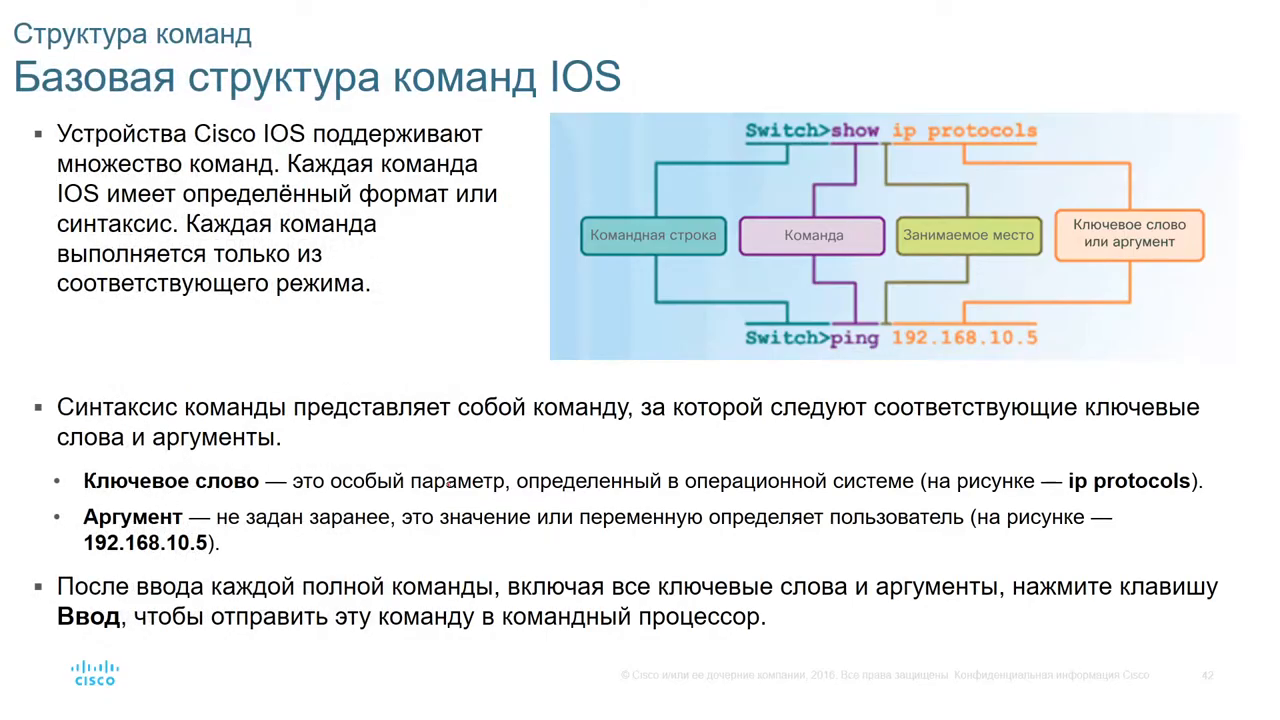 Структура команд
Базовая структура команд IOS
▪ Устройства Cisco IOS поддерживают
множество команд. Каждая команда
IOS имеет определённый формат или
синтаксис. Каждая команда
выполняется только из
соответствующего режима.
Switch>show ip protocols
Командная строка
Команда
Занимаемое место
Ключевое слово
или аргумент
Switch>ping 192.168.10.5
▪ Синтаксис команды представляет собой команду, за которой следуют соответствующие ключевые
слова и аргументы.
• Ключевое слово — это особый параметр, определенный в операционной системе (на рисунке — ip protocols).
• Аргумент — не задан заранее, это значение или переменную определяет пользователь (на рисунке —
192.168.10.5).
▪ После ввода каждой полной команды, включая все ключевые слова и аргументы, нажмите клавишу
Ввод, чтобы отправить эту команду в командный процессор.
CISCO
© Cisco и/или ее дочерние компании, 2016. Все права защищены. Конфиденциальная информация Cisco
42